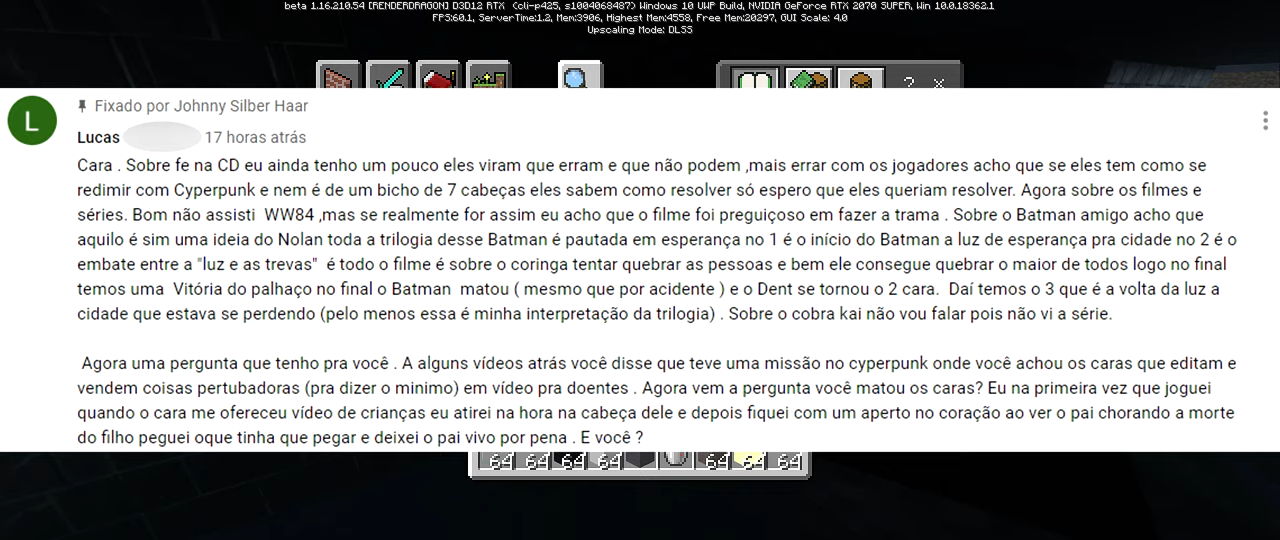 beta 1.16.210.54 [RENDERDRAGON] D3D12 RTX (cli-p425, s1004068487) Windows 10 UWP Build, NVIDIA GeForce RTX 2070 SUPER, Win 10.0.18362.1
FPS:60.1, ServerTime:1.2, Mem:3906, Highest Mem:4558, Free Mem:20297, GUI Scale: 4.0
Upscaling Mode: DLSS
? x
L
Fixado por Johnny Silber Haar
Lucas 17 horas atrás
Cara . Sobre fe na CD eu ainda tenho um pouco eles viram que erram e que não podem ,mais errar com os jogadores acho que se eles tem como se
redimir com Cyperpunk e nem é de um bicho de 7 cabeças eles sabem como resolver só espero que eles queriam resolver. Agora sobre os filmes e
séries. Bom não assisti WW84 ,mas se realmente for assim eu acho que o filme foi preguiçoso em fazer a trama . Sobre o Batman amigo acho que
aquilo é sim uma ideia do Nolan toda a trilogia desse Batman é pautada em esperança no 1 é o início do Batman a luz de esperança pra cidade no 2 é o
embate entre a "luz e as trevas" é todo o filme é sobre o coringa tentar quebrar as pessoas e bem ele consegue quebrar o maior de todos logo no final
temos uma Vitória do palhaço no final o Batman matou ( mesmo que por acidente ) e o Dent se tornou o 2 cara. Daí temos o 3 que é a volta da luz a
cidade que estava se perdendo (pelo menos essa é minha interpretação da trilogia) . Sobre o cobra kai não vou falar pois não vi a série.
Agora uma pergunta que tenho pra você . A alguns vídeos atrás você disse que teve uma missão no cyperpunk onde você achou os caras que editam e
vendem coisas pertubadoras (pra dizer o minimo) em vídeo pra doentes . Agora vem a pergunta você matou os caras? Eu na primeira vez que joguei
quando o cara me ofereceu vídeo de crianças eu atirei na hora na cabeça dele e depois fiquei com um aperto no coração ao ver o pai chorando a morte
do filho peguei oque tinha que pegar e deixei o pai vivo por pena . E você ?
64 64 64 64 64 64 64